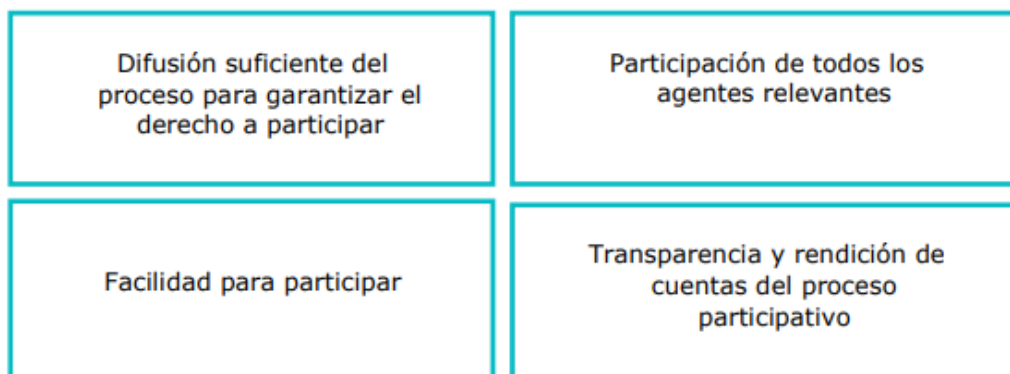 Difusión suficiente del
proceso para garantizar el
derecho a participar
Participación de todos los
agentes relevantes
Facilidad para participar
Transparencia y rendición de
cuentas del proceso
participativo